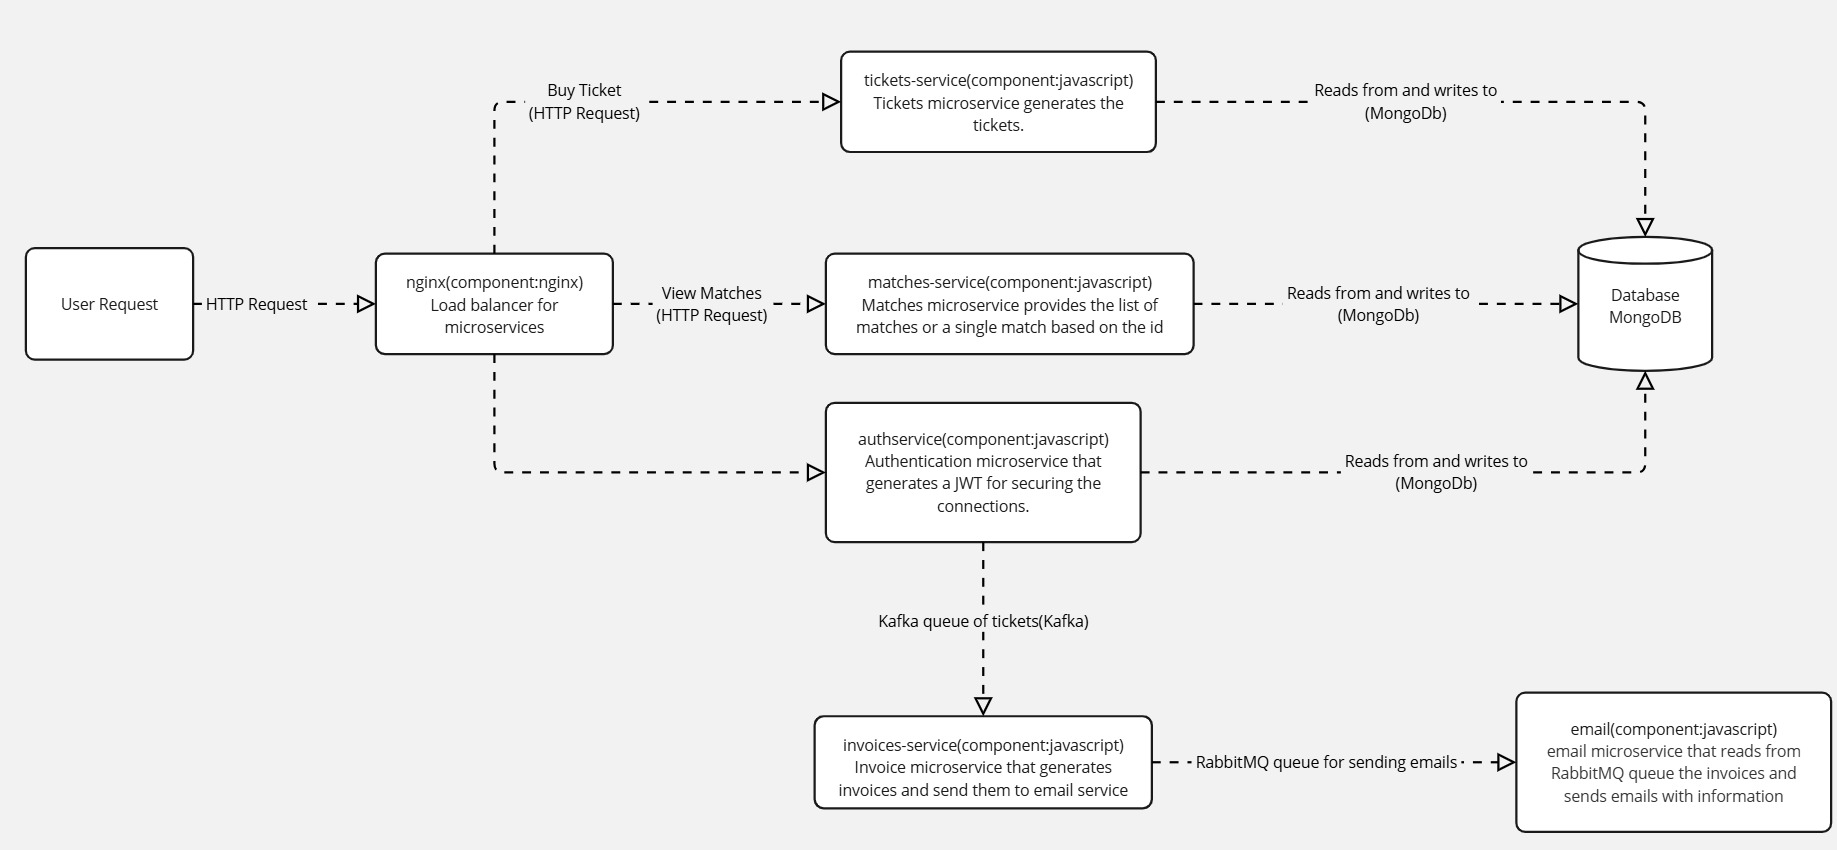 Buy Ticket
(HTTP Request)
tickets-service(component:javascript)
Tickets microservice generates the
tickets.
Reads from and writes to
(MongoDb)
User Request
HTTP Request
nginx(component:nginx)
Load balancer for
microservices
View Matches
(HTTP Request)
matches-service(component:javascript)
Matches microservice provides the list of
matches or a single match based on the id
Reads from and writes to
(MongoDb)
Database
MongoDB
authservice(component:javascript)
Authentication microservice that
generates a JWT for securing the
connections.
Reads from and writes to
(MongoDb)
Kafka queue of tickets(Kafka)
invoices-service(component:javascript)
Invoice microservice that generates
invoices and send them to email service
RabbitMQ queue for sending emails
email(component:javascript)
email microservice that reads from
RabbitMQ queue the invoices and
sends emails with information